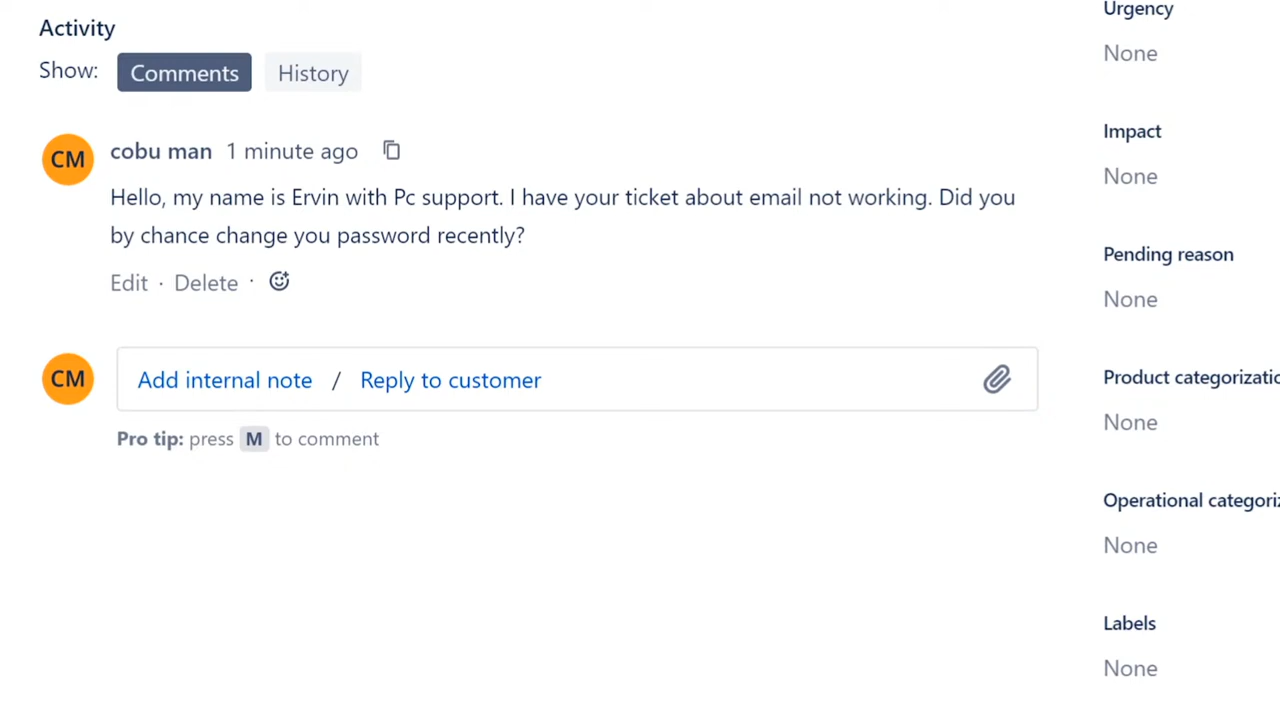 Activity
Show: Comments History
CM cobu man 1 minute ago
Hello, my name is Ervin with Pc support. I have your ticket about email not working. Did you
by chance change you password recently?
Edit · Delete ·
CM Add internal note / Reply to customer
Pro tip: press M to comment
Urgency
None
Impact
None
Pending reason
None
Product categorizatio
None
Operational categoriz
None
Labels
None